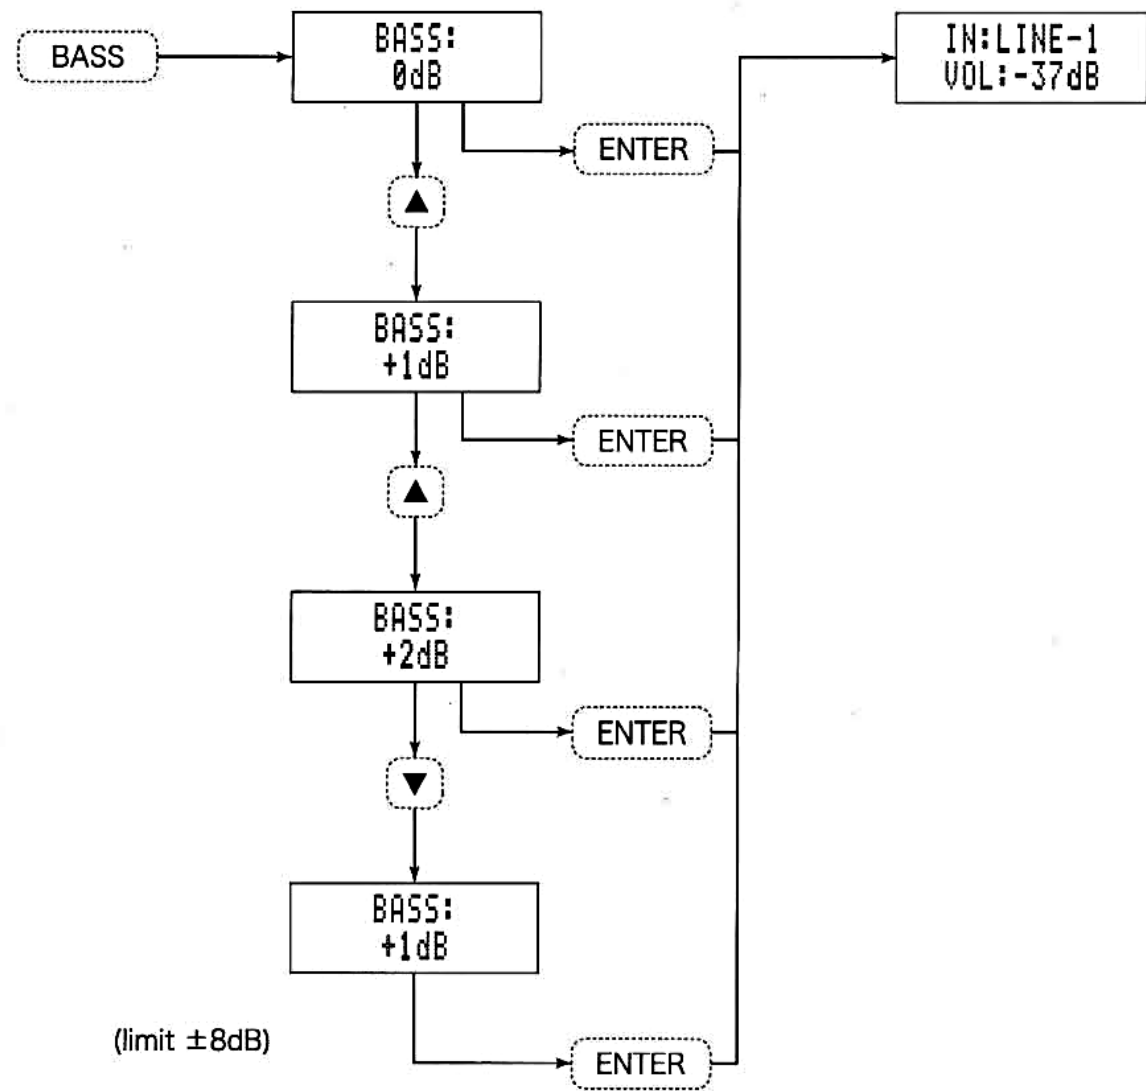 BASS
BASS:
0dB
IN:LINE-1
VOL:-37dB
ENTER
▲
BASS:
+1dB
ENTER
▲
BASS:
+2dB
ENTER
▼
BASS:
+1dB
ENTER
(limit ±8dB)